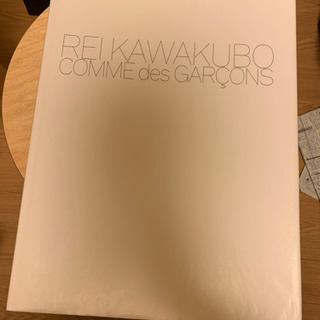 REI KAWAKUBO
COMME des GARÇONS